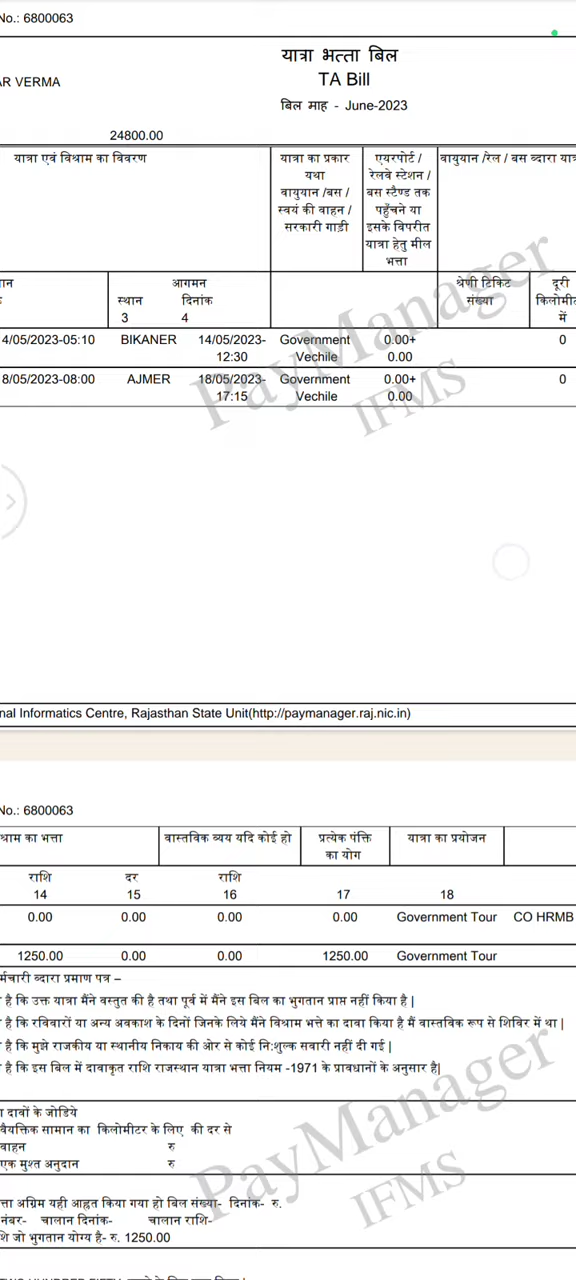 No.: 6800063
यात्रा भत्ता बिल
AR VERMA
TA Bill
बिल माह - June-2023
24800.00
यात्रा एवं विश्राम का विवरण
यात्रा का प्रकार यथा वायुयान /बस / स्वयं की वाहन / सरकारी गाड़ी
एयरपोर्ट / रेलवे स्टेशन / बस स्टैण्ड तक पहुँचने या इसके विपरीत यात्रा हेतु मील भत्ता
वायुयान /रेल / बस ब्दारा यात्र
आगमन
स्थान दिनांक
3 4
श्रेणी टिकिट संख्या
दूरी किलोमी में
4/05/2023-05:10 BIKANER 14/05/2023-12:30 Government Vechile 0.00+ 0.00 0
8/05/2023-08:00 AJMER 18/05/2023-17:15 Government Vechile 0.00+ 0.00 0
PayManager
IFMS
nal Informatics Centre, Rajasthan State Unit(http://paymanager.raj.nic.in)
No.: 6800063
श्राम का भत्ता वास्तविक व्यय यदि कोई हो प्रत्येक पंक्ति का योग यात्रा का प्रयोजन
राशि दर राशि
14 15 16 17 18
0.00 0.00 0.00 0.00 Government Tour CO HRMB
1250.00 0.00 0.00 1250.00 Government Tour
र्मचारी ब्दारा प्रमाण पत्र –
है कि उक्त यात्रा मैंने वस्तुत की है तथा पूर्व में मैंने इस बिल का भुगतान प्राप्त नहीं किया है |
है कि रविवारों या अन्य अवकाश के दिनों जिनके लिये मैंने विश्राम भत्ते का दावा किया है मैं वास्तविक रूप से शिविर में था |
है कि मुझे राजकीय या स्थानीय निकाय की ओर से कोई नि:शुल्क सवारी नहीं दी गई |
है कि इस बिल में दावाकृत राशि राजस्थान यात्रा भत्ता नियम -1971 के प्रावधानों के अनुसार है|
ा दावों के जोडिये
वैयक्तिक सामान का किलोमीटर के लिए की दर से
वाहन रु
एक मुश्त अनुदान रु
PayManager
IFMS
त्ता अग्रिम यही आहृत किया गया हो बिल संख्या- दिनांक- रु.
नंबर- चालान दिनांक- चालान राशि-
शि जो भुगतान योग्य है- रु. 1250.00